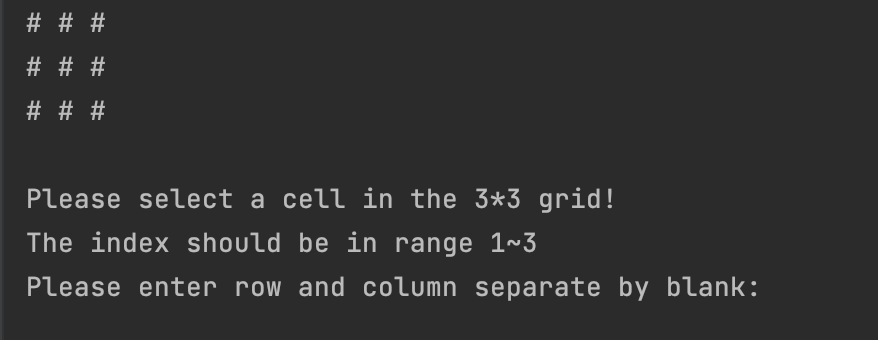 # # #
# # #
# # #
Please select a cell in the 3*3 grid!
The index should be in range 1~3
Please enter row and column separate by blank: